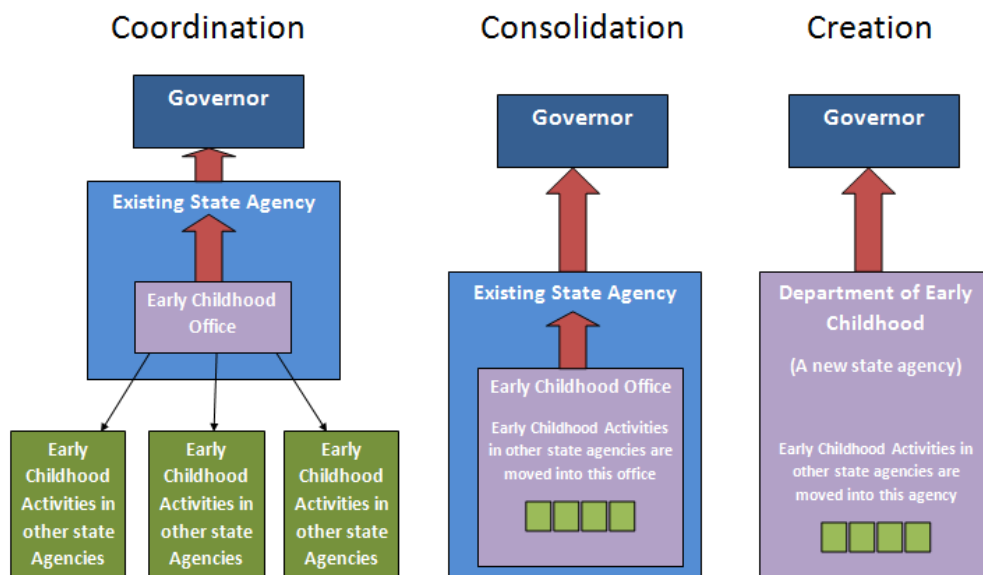 Coordination
Governor
Existing State Agency
Early Childhood
Office
Early
Childhood
Activities in
other state
Agencies
Early
Childhood
Activities in
other state
Agencies
Early
Childhood
Activities in
other state
Agencies
Consolidation
Governor
Existing State Agency
Early Childhood Office
Early Childhood Activities
in other state agencies are
moved into this office
Creation
Governor
Department of Early
Childhood
(A new state agency)
Early Childhood Activities in
other state agencies are
moved into this agency